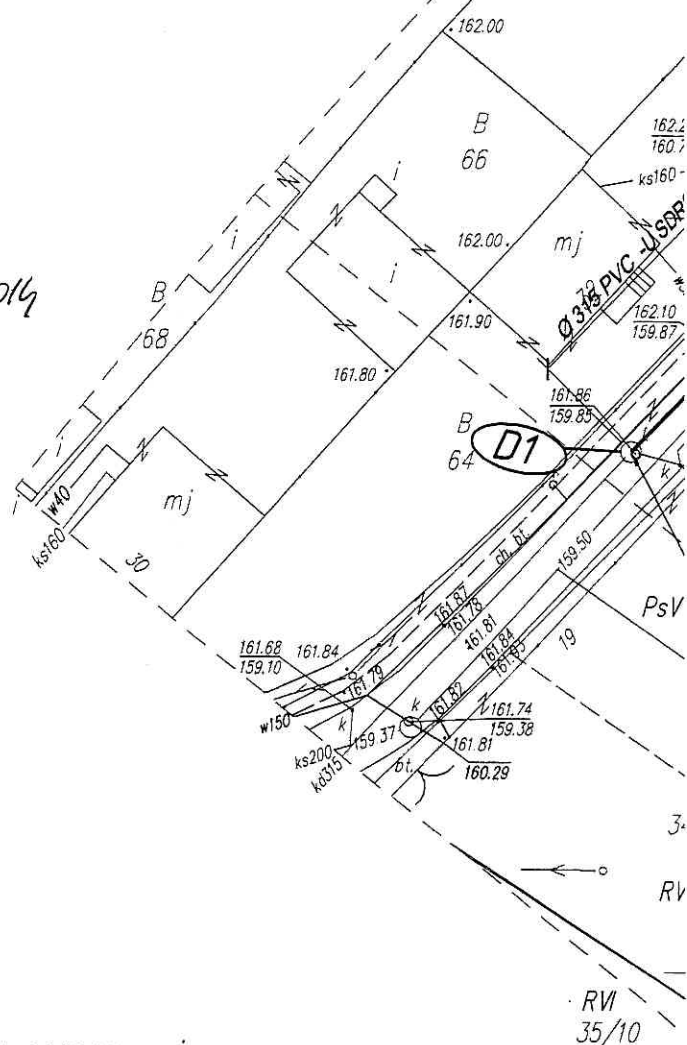 162.00
B
66
160.7
ks160
i
162.00
mj
Ø 315 PVC -U SDR
i
i
B
68
161.90
162.10
159.87
161.80
161.86
159.85
B
64
D1
k
w40
mj
ks160
30
ch. bt.
159.50
PsV
161.87
161.78
161.81
161.84
19
161.68
159.10
161.84
161.79
161.82
k
161.74
159.38
w150
k
159.37
ks200
161.81
kd315
bt.
160.29
RVI
35/10